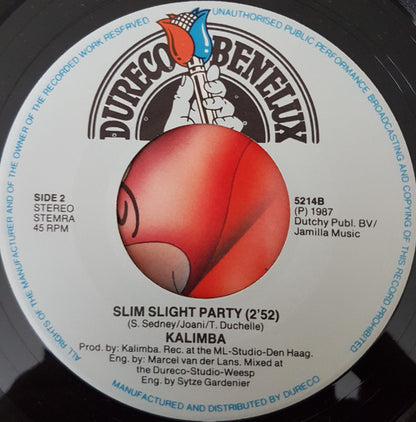 ALL RIGHTS OF THE MANUFACTURER AND OF THE OWNER OF THE RECORDED WORK RESERVED. UNAUTHORISED PUBLIC PERFORMANCE, BROADCASTING AND COPYING OF THIS RECORD PROHIBITED
DURECO BENELUX
SIDE 2
STEREO
STEMRA
45 RPM
5214B
(P) 1987
Dutchy Publ. BV/
Jamilla Music
SLIM SLIGHT PARTY (2'52)
(S. Sedney/Joani/T. Duchelle)
KALIMBA
Prod. by: Kalimba. Rec. at the ML-Studio-Den Haag.
Eng. by: Marcel van der Lans. Mixed at
the Dureco-Studio-Weesp
Eng. by Sytze Gardenier
MANUFACTURED AND DISTRIBUTED BY DURECO